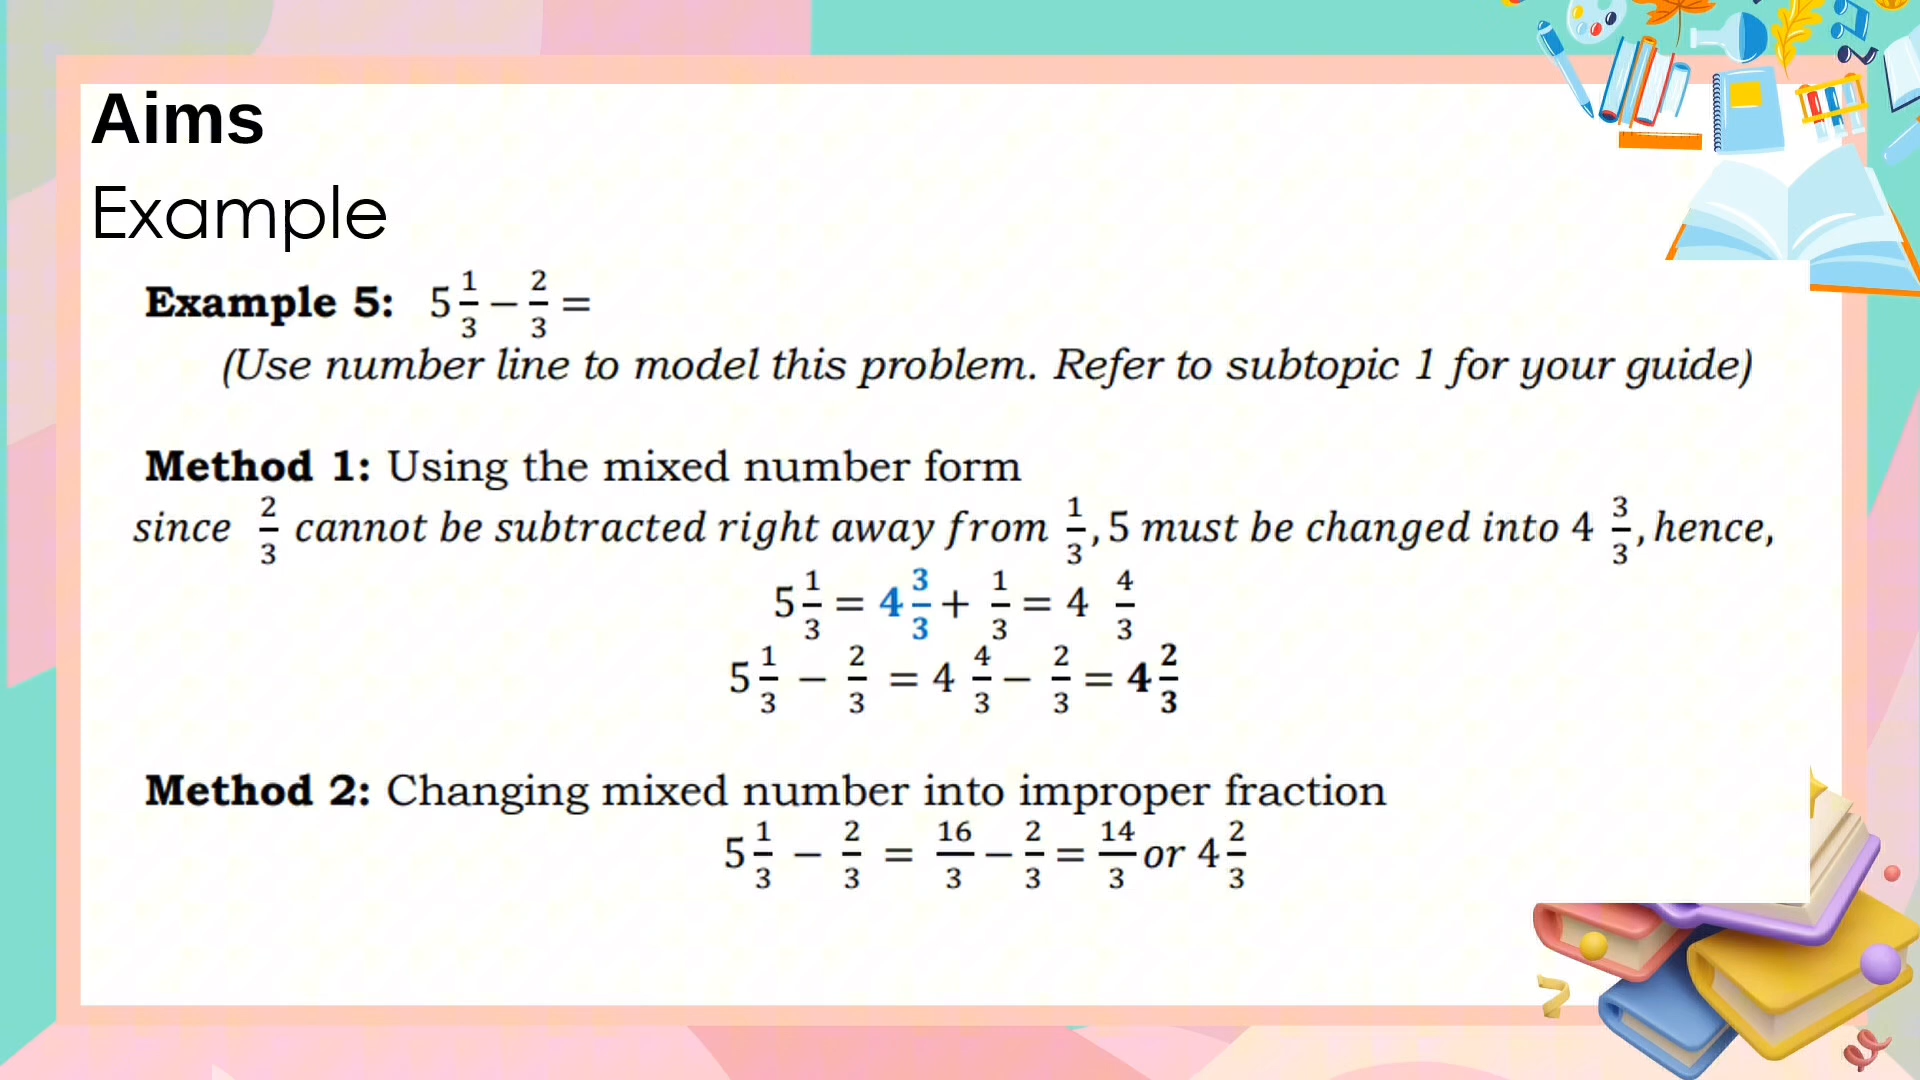 Aims
Example
Example 5: 5 1/3 − 2/3 =
(Use number line to model this problem. Refer to subtopic 1 for your guide)
Method 1: Using the mixed number form
since 2/3 cannot be subtracted right away from 1/3, 5 must be changed into 4 3/3, hence,
5 1/3 = 4 3/3 + 1/3 = 4 4/3
5 1/3 − 2/3 = 4 4/3 − 2/3 = 4 2/3
Method 2: Changing mixed number into improper fraction
5 1/3 − 2/3 = 16/3 − 2/3 = 14/3 or 4 2/3